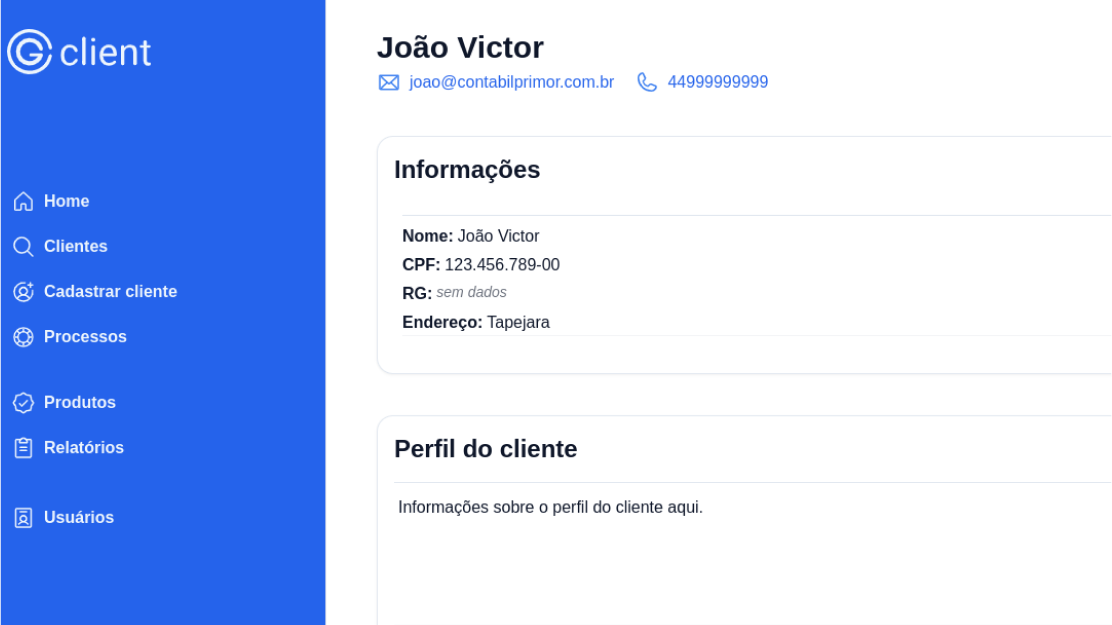 client
Home
Clientes
Cadastrar cliente
Processos
Produtos
Relatórios
Usuários
João Victor
joao@contabilprimor.com.br 44999999999
Informações
Nome: João Victor
CPF: 123.456.789-00
RG: sem dados
Endereço: Tapejara
Perfil do cliente
Informações sobre o perfil do cliente aqui.